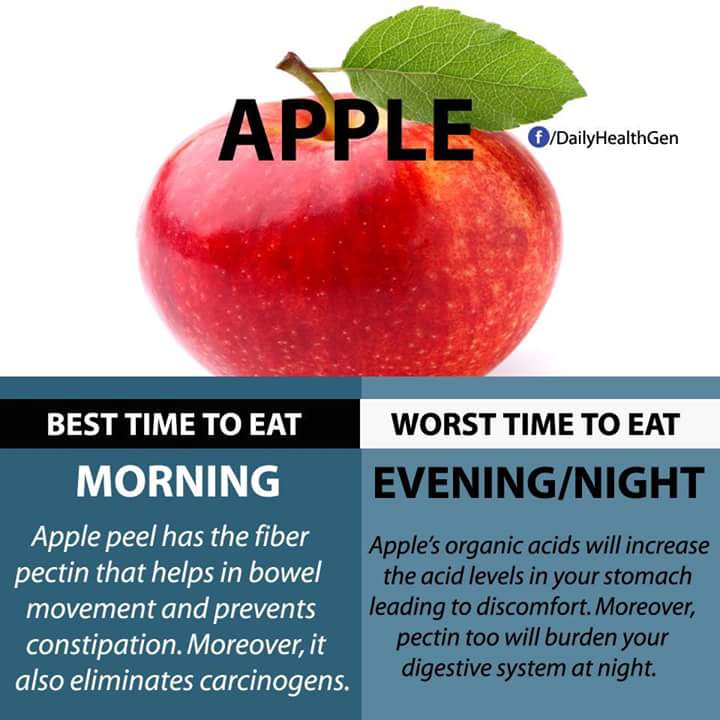 APPLE
f/DailyHealthGen
BEST TIME TO EAT
MORNING
Apple peel has the fiber
pectin that helps in bowel
movement and prevents
constipation. Moreover, it
also eliminates carcinogens.
WORST TIME TO EAT
EVENING/NIGHT
Apple's organic acids will increase
the acid levels in your stomach
leading to discomfort. Moreover,
pectin too will burden your
digestive system at night.